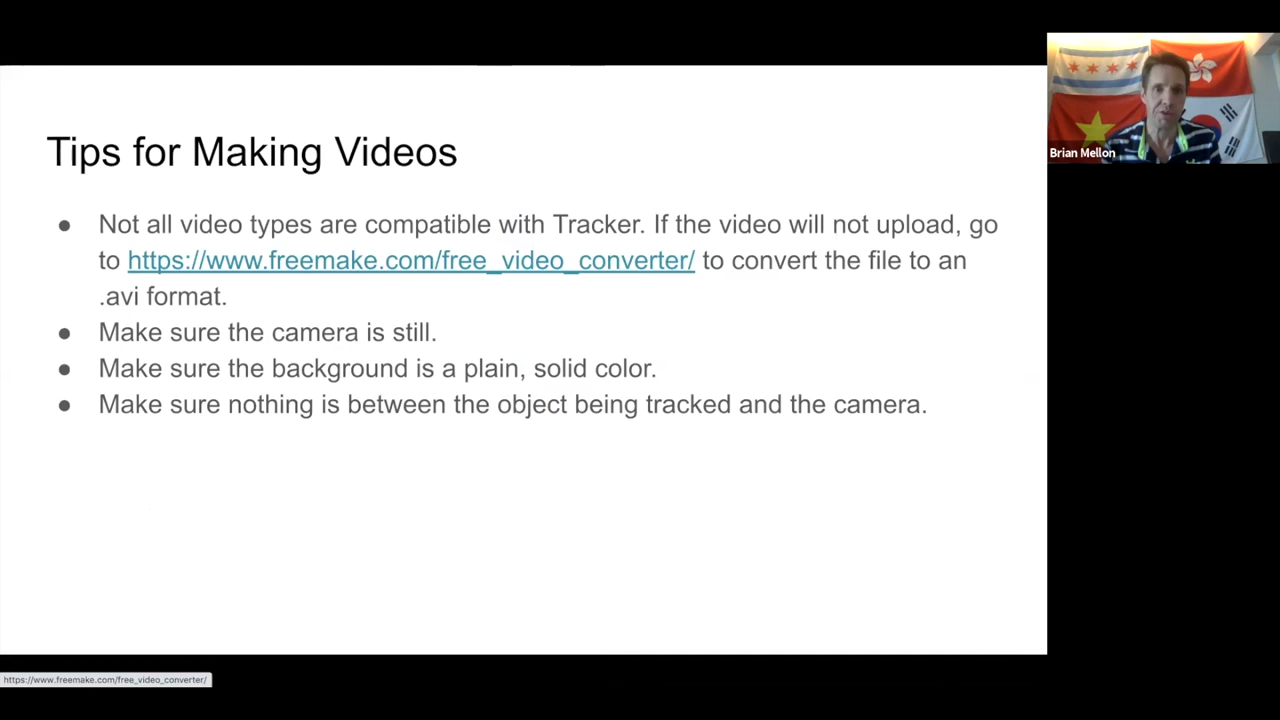 Tips for Making Videos
● Not all video types are compatible with Tracker. If the video will not upload, go
to https://www.freemake.com/free_video_converter/ to convert the file to an
.avi format.
● Make sure the camera is still.
● Make sure the background is a plain, solid color.
● Make sure nothing is between the object being tracked and the camera.
Brian Mellon
https://www.freemake.com/free_video_converter/